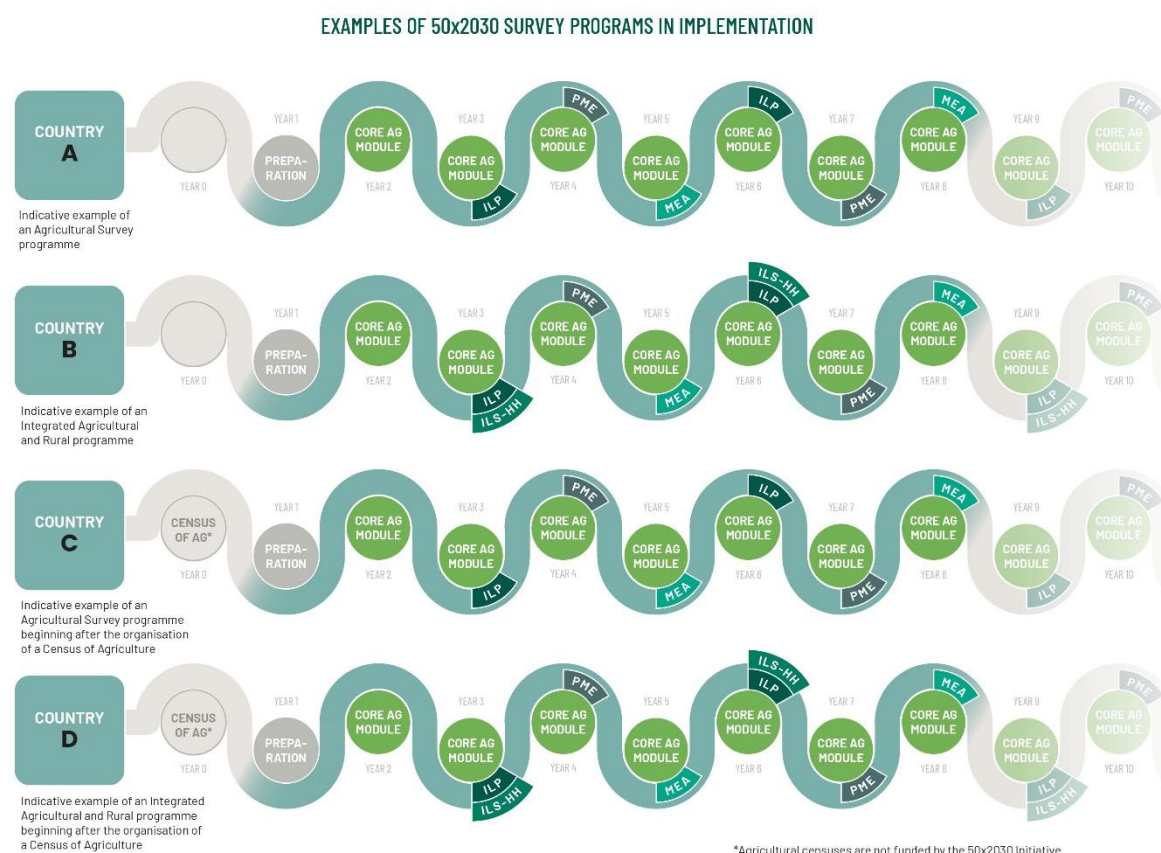 EXAMPLES OF 50x2030 SURVEY PROGRAMS IN IMPLEMENTATION
COUNTRY
A
Indicative example of
an Agricultural Survey
programme
YEAR 0
YEAR 1
PREPA-
RATION
CORE AG
MODULE
YEAR 2
YEAR 3
CORE AG
MODULE
ILP
PME
CORE AG
MODULE
YEAR 4
YEAR 5
CORE AG
MODULE
MEA
ILP
CORE AG
MODULE
YEAR 6
YEAR 7
CORE AG
MODULE
PME
MEA
CORE AG
MODULE
YEAR 8
YEAR 9
CORE AG
MODULE
ILP
PME
CORE AG
MODULE
YEAR 10
COUNTRY
B
Indicative example of an
Integrated Agricultural
and Rural programme
YEAR 0
YEAR 1
PREPA-
RATION
CORE AG
MODULE
YEAR 2
YEAR 3
CORE AG
MODULE
ILP
ILS-HH
PME
CORE AG
MODULE
YEAR 4
YEAR 5
CORE AG
MODULE
MEA
ILS-HH
ILP
CORE AG
MODULE
YEAR 6
YEAR 7
CORE AG
MODULE
PME
MEA
CORE AG
MODULE
YEAR 8
YEAR 9
CORE AG
MODULE
ILP
ILS-HH
PME
CORE AG
MODULE
YEAR 10
COUNTRY
C
Indicative example of an
Agricultural Survey programme
beginning after the organisation
of a Census of Agriculture
CENSUS
OF AG*
YEAR 0
YEAR 1
PREPA-
RATION
CORE AG
MODULE
YEAR 2
YEAR 3
CORE AG
MODULE
ILP
PME
CORE AG
MODULE
YEAR 4
YEAR 5
CORE AG
MODULE
MEA
ILP
CORE AG
MODULE
YEAR 6
YEAR 7
CORE AG
MODULE
PME
MEA
CORE AG
MODULE
YEAR 8
YEAR 9
CORE AG
MODULE
ILP
PME
CORE AG
MODULE
YEAR 10
COUNTRY
D
Indicative example of an Integrated
Agricultural and Rural programme
beginning after the organisation of
a Census of Agriculture
CENSUS
OF AG*
YEAR 0
YEAR 1
PREPA-
RATION
CORE AG
MODULE
YEAR 2
YEAR 3
CORE AG
MODULE
ILP
ILS-HH
PME
CORE AG
MODULE
YEAR 4
YEAR 5
CORE AG
MODULE
MEA
ILS-HH
ILP
CORE AG
MODULE
YEAR 6
YEAR 7
CORE AG
MODULE
PME
MEA
CORE AG
MODULE
YEAR 8
YEAR 9
CORE AG
MODULE
ILP
ILS-HH
PME
CORE AG
MODULE
YEAR 10
*Agricultural censuses are not funded by the 50x2030 Initiative